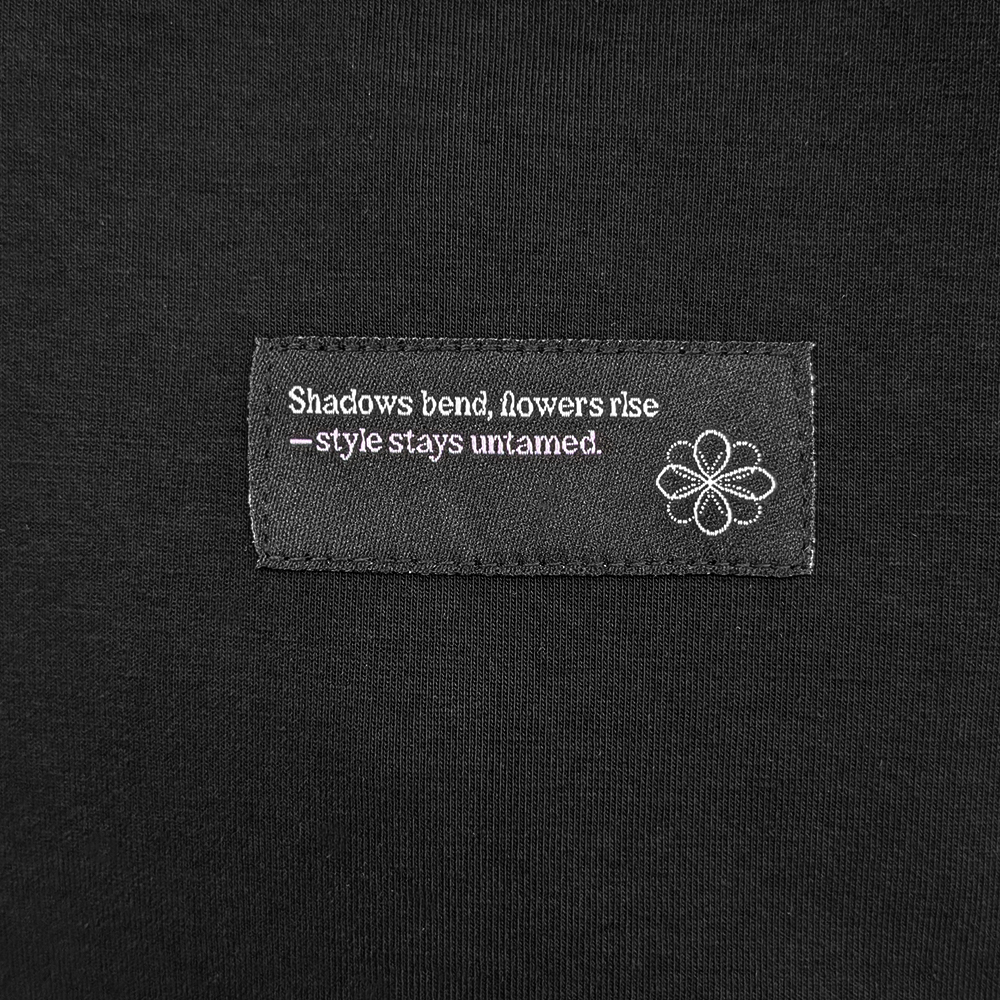 Shadows bend, flowers rise
—style stays untamed.